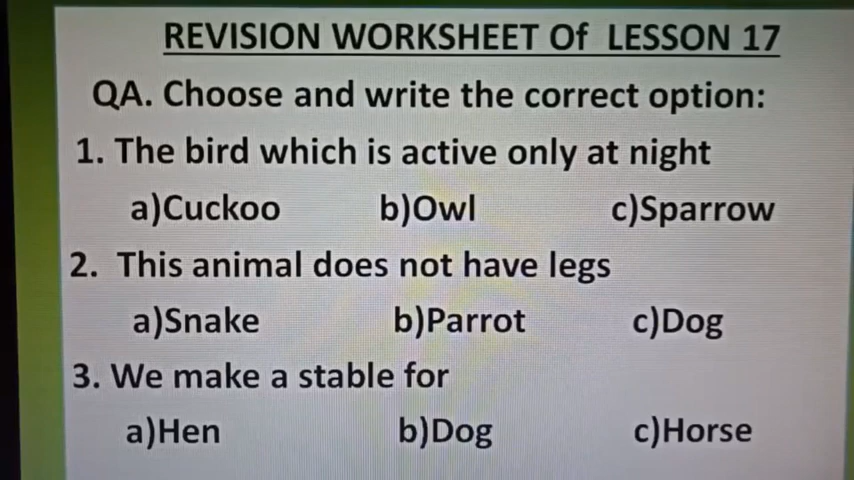 REVISION WORKSHEET Of LESSON 17
QA. Choose and write the correct option:
1. The bird which is active only at night
a)Cuckoo b)Owl c)Sparrow
2. This animal does not have legs
a)Snake b)Parrot c)Dog
3. We make a stable for
a)Hen b)Dog c)Horse